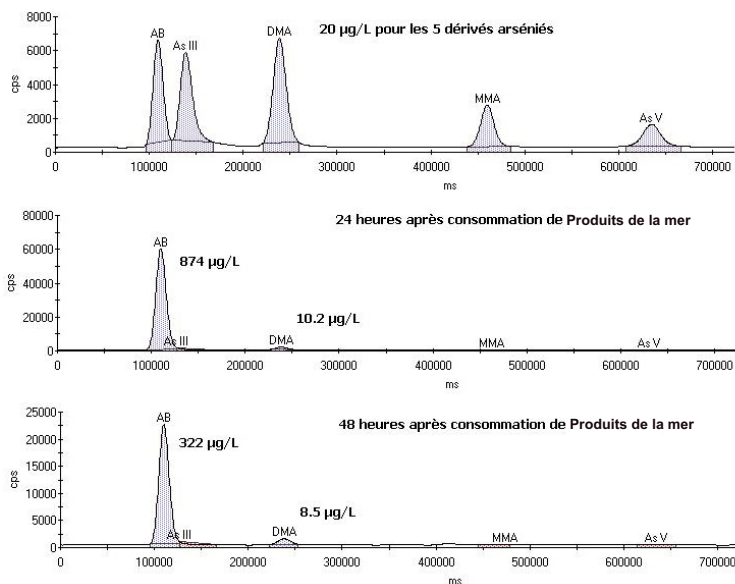 20 µg/L pour les 5 dérivés arséniés
8000
6000
4000
2000
0
cps
AB
As III
DMA
MMA
As V
0
100000
200000
300000
400000
500000
600000
700000
ms
24 heures après consommation de Produits de la mer
80000
60000
40000
20000
0
cps
AB
874 µg/L
As III
10.2 µg/L
DMA
MMA
As V
0
100000
200000
300000
400000
500000
600000
700000
ms
48 heures après consommation de Produits de la mer
25000
20000
15000
10000
5000
0
cps
AB
322 µg/L
As III
8.5 µg/L
DMA
MMA
As V
0
100000
200000
300000
400000
500000
600000
700000
ms